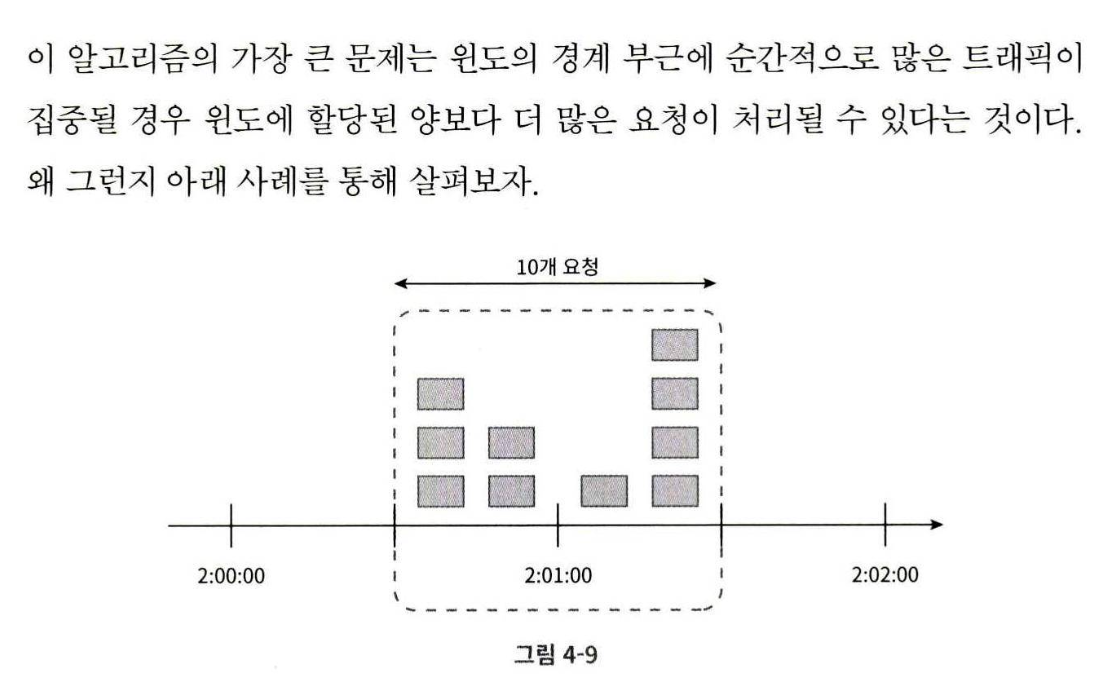 이 알고리즘의 가장 큰 문제는 윈도의 경계 부근에 순간적으로 많은 트래픽이
집중될 경우 윈도에 할당된 양보다 더 많은 요청이 처리될 수 있다는 것이다.
왜 그런지 아래 사례를 통해 살펴보자.
10개 요청
2:00:00
2:01:00
2:02:00
그림 4-9